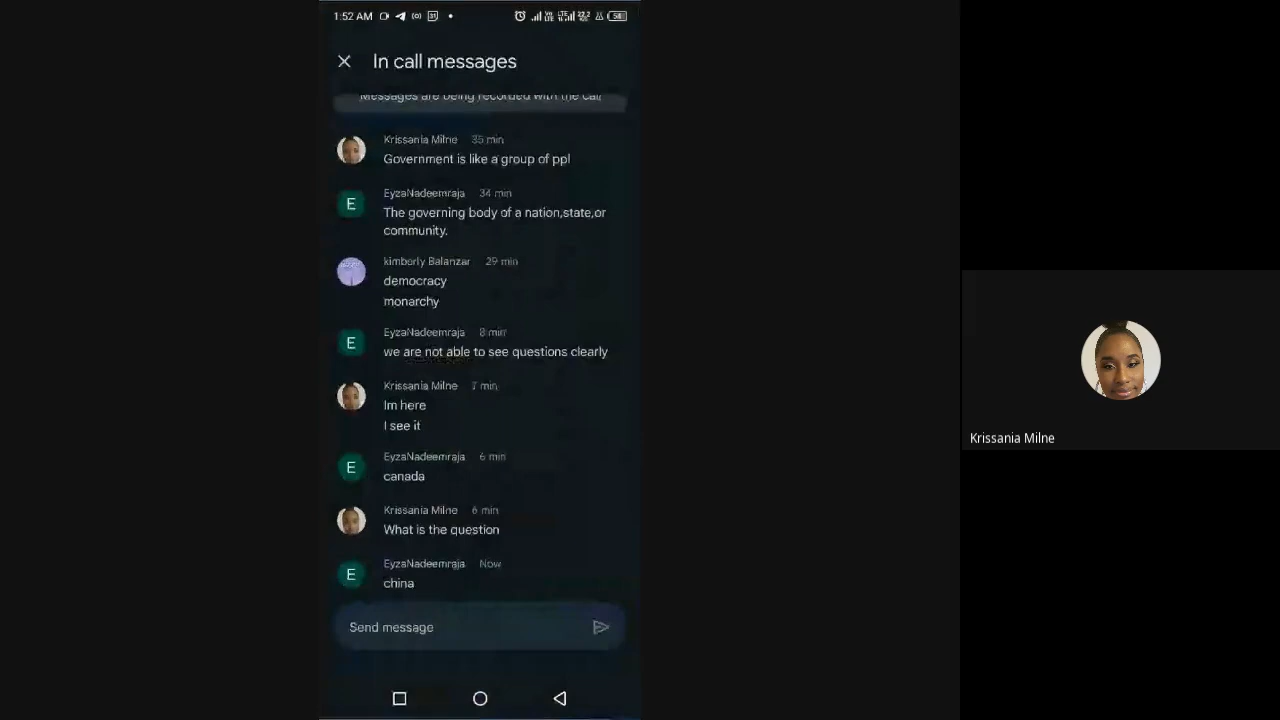 1:52 AM
In call messages
Messages are being recorded with the call
Krissania Milne 35 min
Government is like a group of ppl
E
EyzaNadeemraja 34 min
The governing body of a nation,state,or
community.
kimborly Balanzar 29 min
democracy
monarchy
E
EyzaNadeemraja 8 min
we are not able to see questions clearly
Krissania Milne 7 min
Im here
I see it
E
EyzaNadeemraja 6 min
canada
Krissania Milne 6 min
What is the question
E
EyzaNadeemraja Now
china
Send message
Krissania Milne